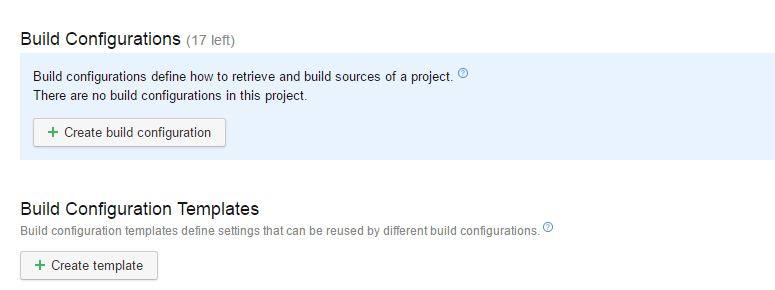 Build Configurations (17 left)
Build configurations define how to retrieve and build sources of a project. ?
There are no build configurations in this project.
+ Create build configuration
Build Configuration Templates
Build configuration templates define settings that can be reused by different build configurations. ?
+ Create template